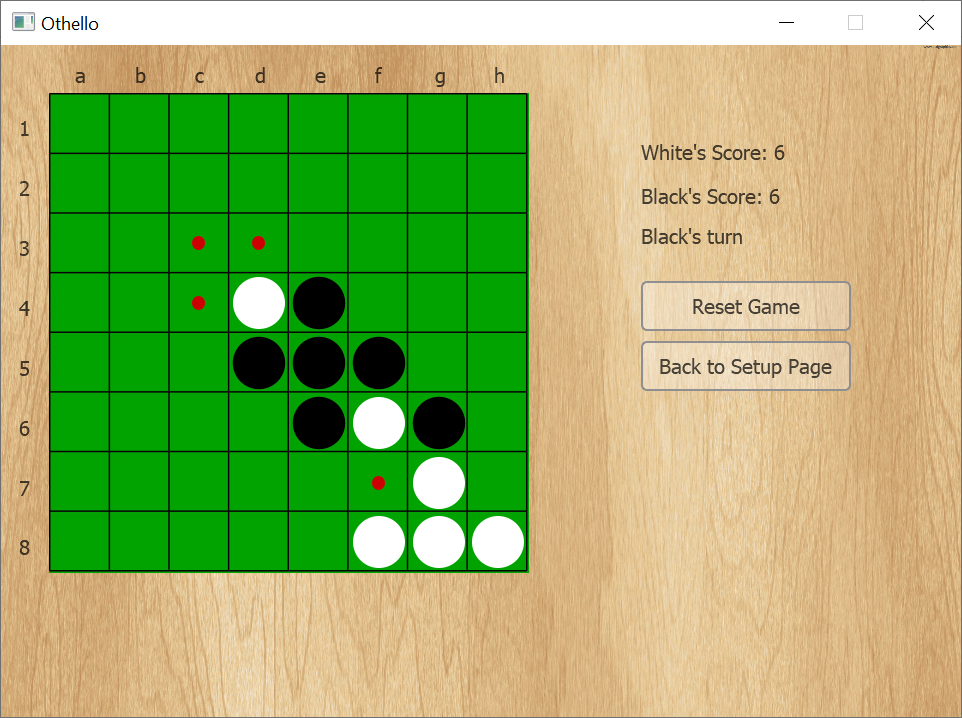 Othello
a b c d e f g h
1
2
3
4
5
6
7
8
White's Score: 6
Black's Score: 6
Black's turn
Reset Game
Back to Setup Page